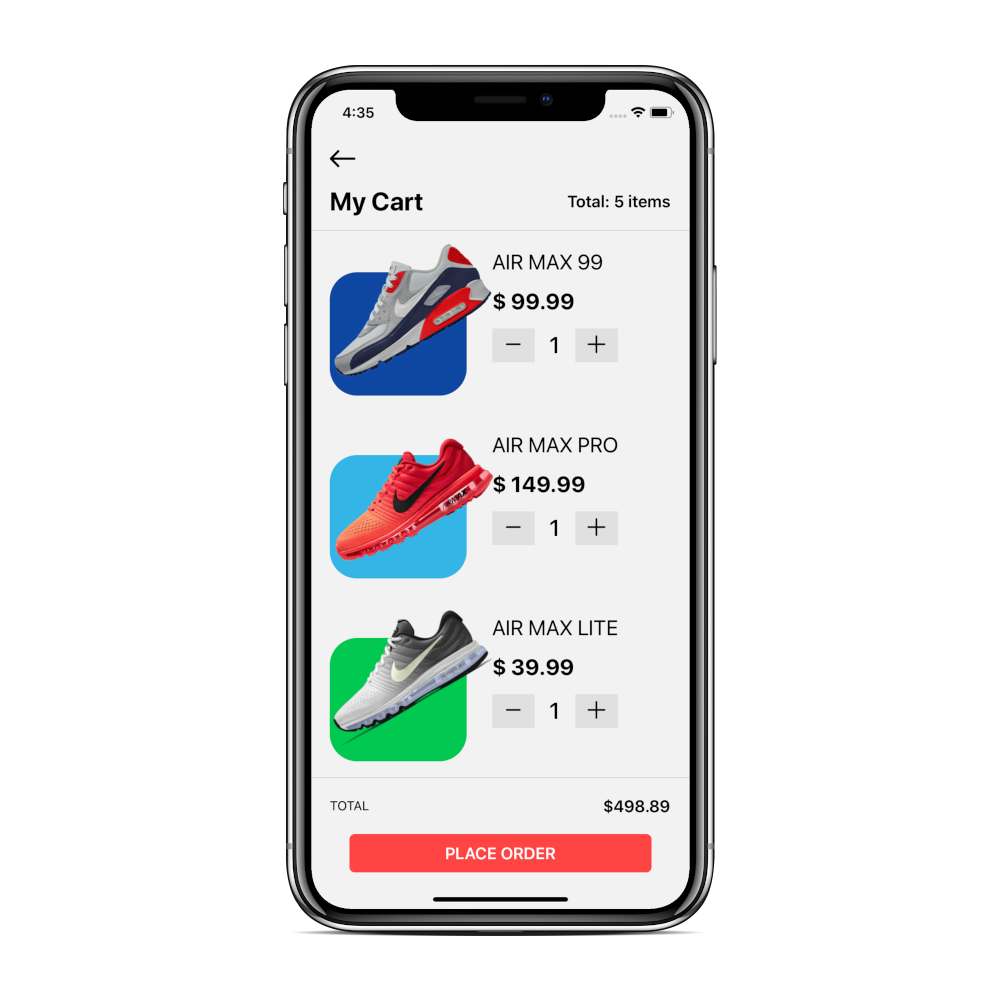 4:35
My Cart
Total: 5 items
AIR MAX 99
$ 99.99
− 1 +
AIR MAX PRO
$ 149.99
− 1 +
AIR MAX LITE
$ 39.99
− 1 +
TOTAL
$498.89
PLACE ORDER